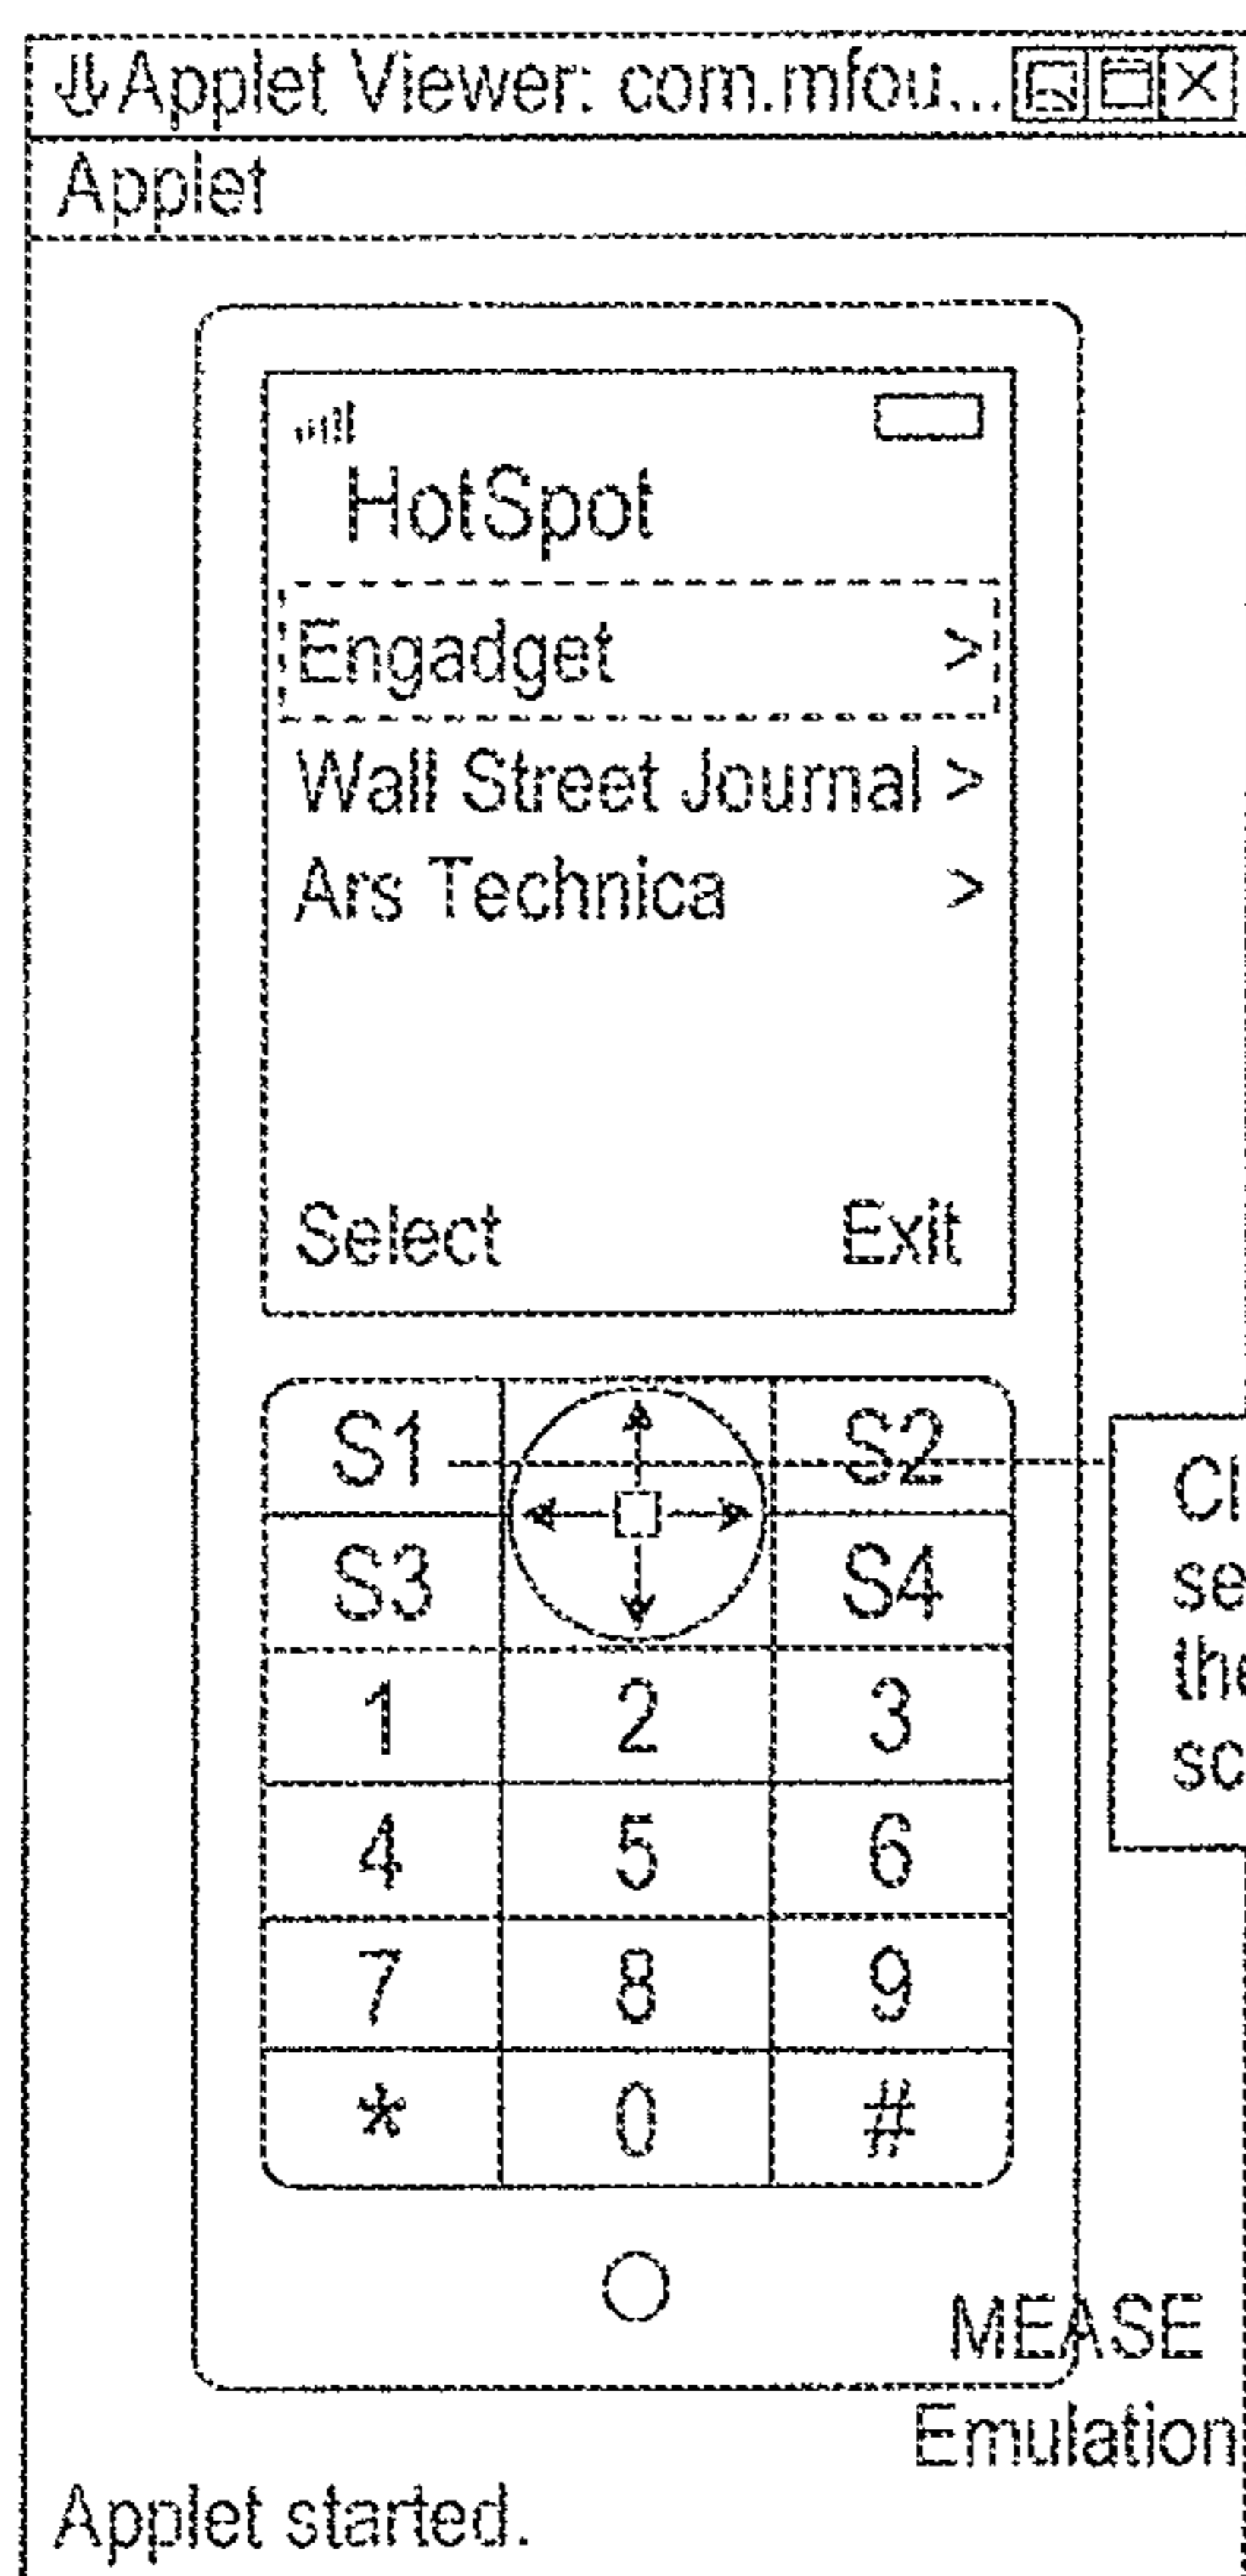 Applet Viewer: com.mfou...
Applet
HotSpot
Engadget >
Wall Street Journal >
Ars Technica >
Select Exit
S1 S2
S3 S4
1 2 3
4 5 6
7 8 9
* 0 #
MEASE
Emulation
Applet started.